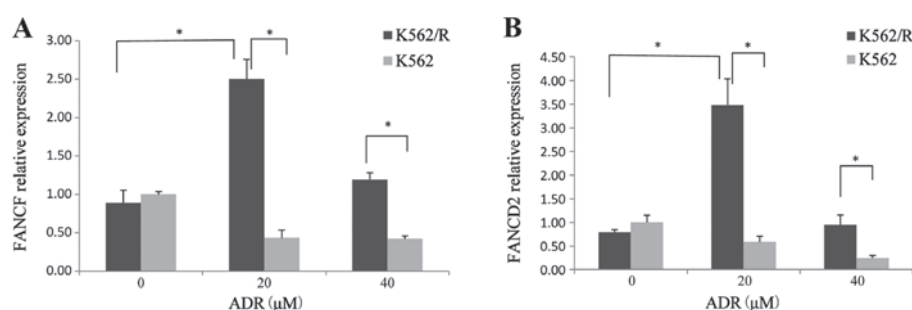 A
FANCF relative expression
3.00
2.50
2.00
1.50
1.00
0.50
0.00
*
*
*
K562/R
K562
0
20
40
ADR (μM)
B
FANCD2 relative expression
4.50
4.00
3.50
3.00
2.50
2.00
1.50
1.00
0.50
0.00
*
*
*
K562/R
K562
0
20
40
ADR (μM)